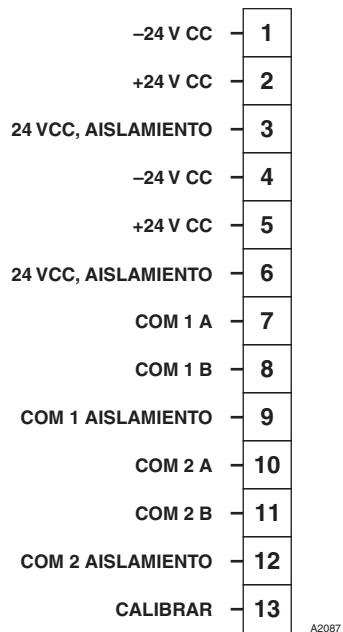 –24 V CC – 1
+24 V CC – 2
24 VCC, AISLAMIENTO – 3
–24 V CC – 4
+24 V CC – 5
24 VCC, AISLAMIENTO – 6
COM 1 A – 7
COM 1 B – 8
COM 1 AISLAMIENTO – 9
COM 2 A – 10
COM 2 B – 11
COM 2 AISLAMIENTO – 12
CALIBRAR – 13
A2087